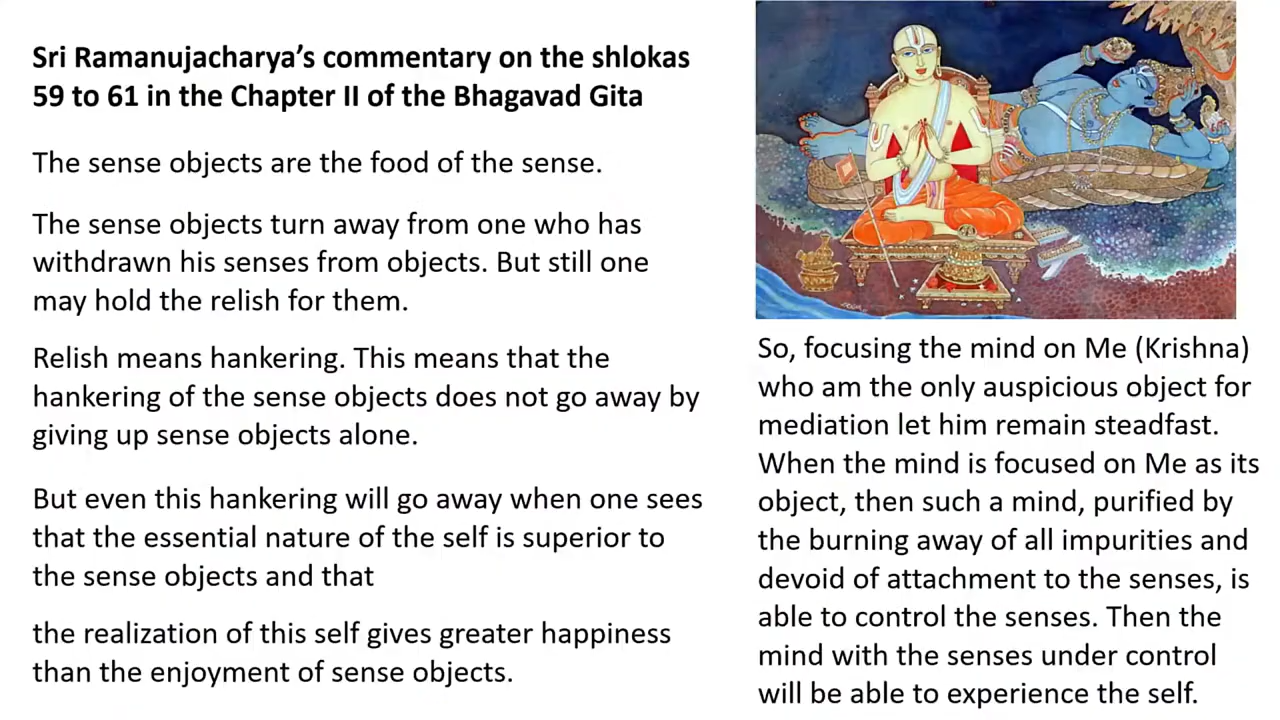 Sri Ramanujacharya’s commentary on the shlokas
59 to 61 in the Chapter II of the Bhagavad Gita
The sense objects are the food of the sense.
The sense objects turn away from one who has
withdrawn his senses from objects. But still one
may hold the relish for them.
Relish means hankering. This means that the
hankering of the sense objects does not go away by
giving up sense objects alone.
But even this hankering will go away when one sees
that the essential nature of the self is superior to
the sense objects and that
the realization of this self gives greater happiness
than the enjoyment of sense objects.
So, focusing the mind on Me (Krishna)
who am the only auspicious object for
mediation let him remain steadfast.
When the mind is focused on Me as its
object, then such a mind, purified by
the burning away of all impurities and
devoid of attachment to the senses, is
able to control the senses. Then the
mind with the senses under control
will be able to experience the self.